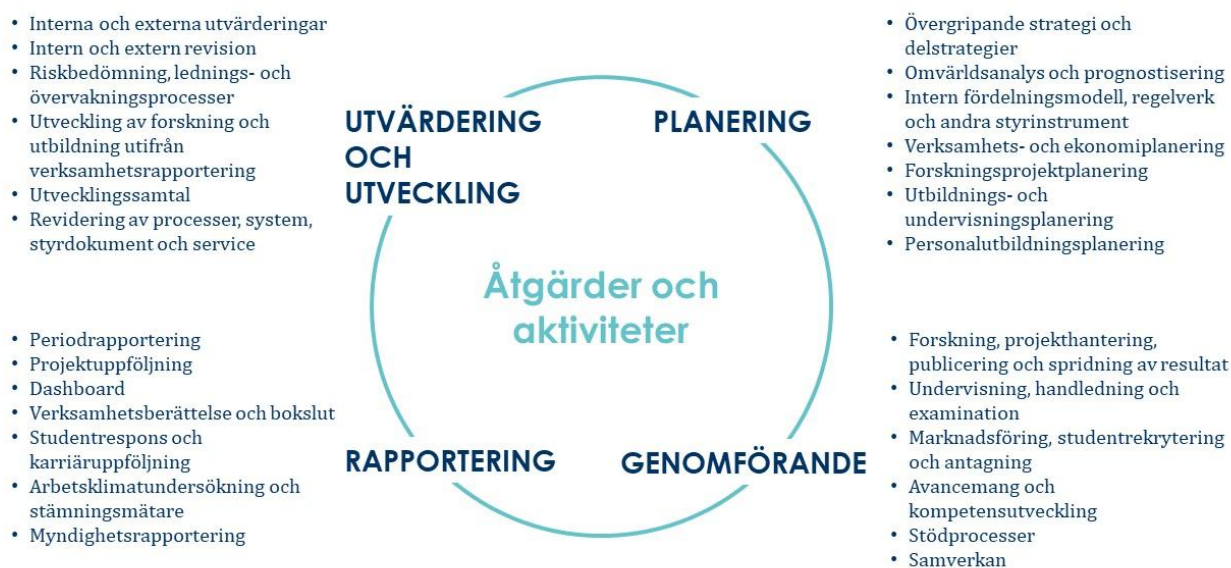 • Interna och externa utvärderingar
• Intern och extern revision
• Riskbedömning, lednings- och
övervakningsprocesser
• Utveckling av forskning och
utbildning utifrån
verksamhetsrapportering
• Utvecklingssamtal
• Revidering av processer, system,
styrdokument och service
UTVÄRDERING
OCH
UTVECKLING
PLANERING
• Övergripande strategi och
delstrategier
• Omvärldsanalys och prognostisering
• Intern fördelningsmodell, regelverk
och andra styrinstrument
• Verksamhets- och ekonomiplanering
• Forskningsprojektplanering
• Utbildnings- och
undervisningsplanering
• Personalutbildningsplanering
Åtgärder och
aktiviteter
• Periodrapportering
• Projektuppföljning
• Dashboard
• Verksamhetsberättelse och bokslut
• Studentrespons och
karriäruppföljning
• Arbetsklimatundersökning och
stämningsmätare
• Myndighetsrapportering
RAPPORTERING
GENOMFÖRANDE
• Forskning, projekthantering,
publicering och spridning av resultat
• Undervisning, handledning och
examination
• Marknadsföring, studentrekrytering
och antagning
• Avancemang och
kompetensutveckling
• Stödprocesser
• Samverkan